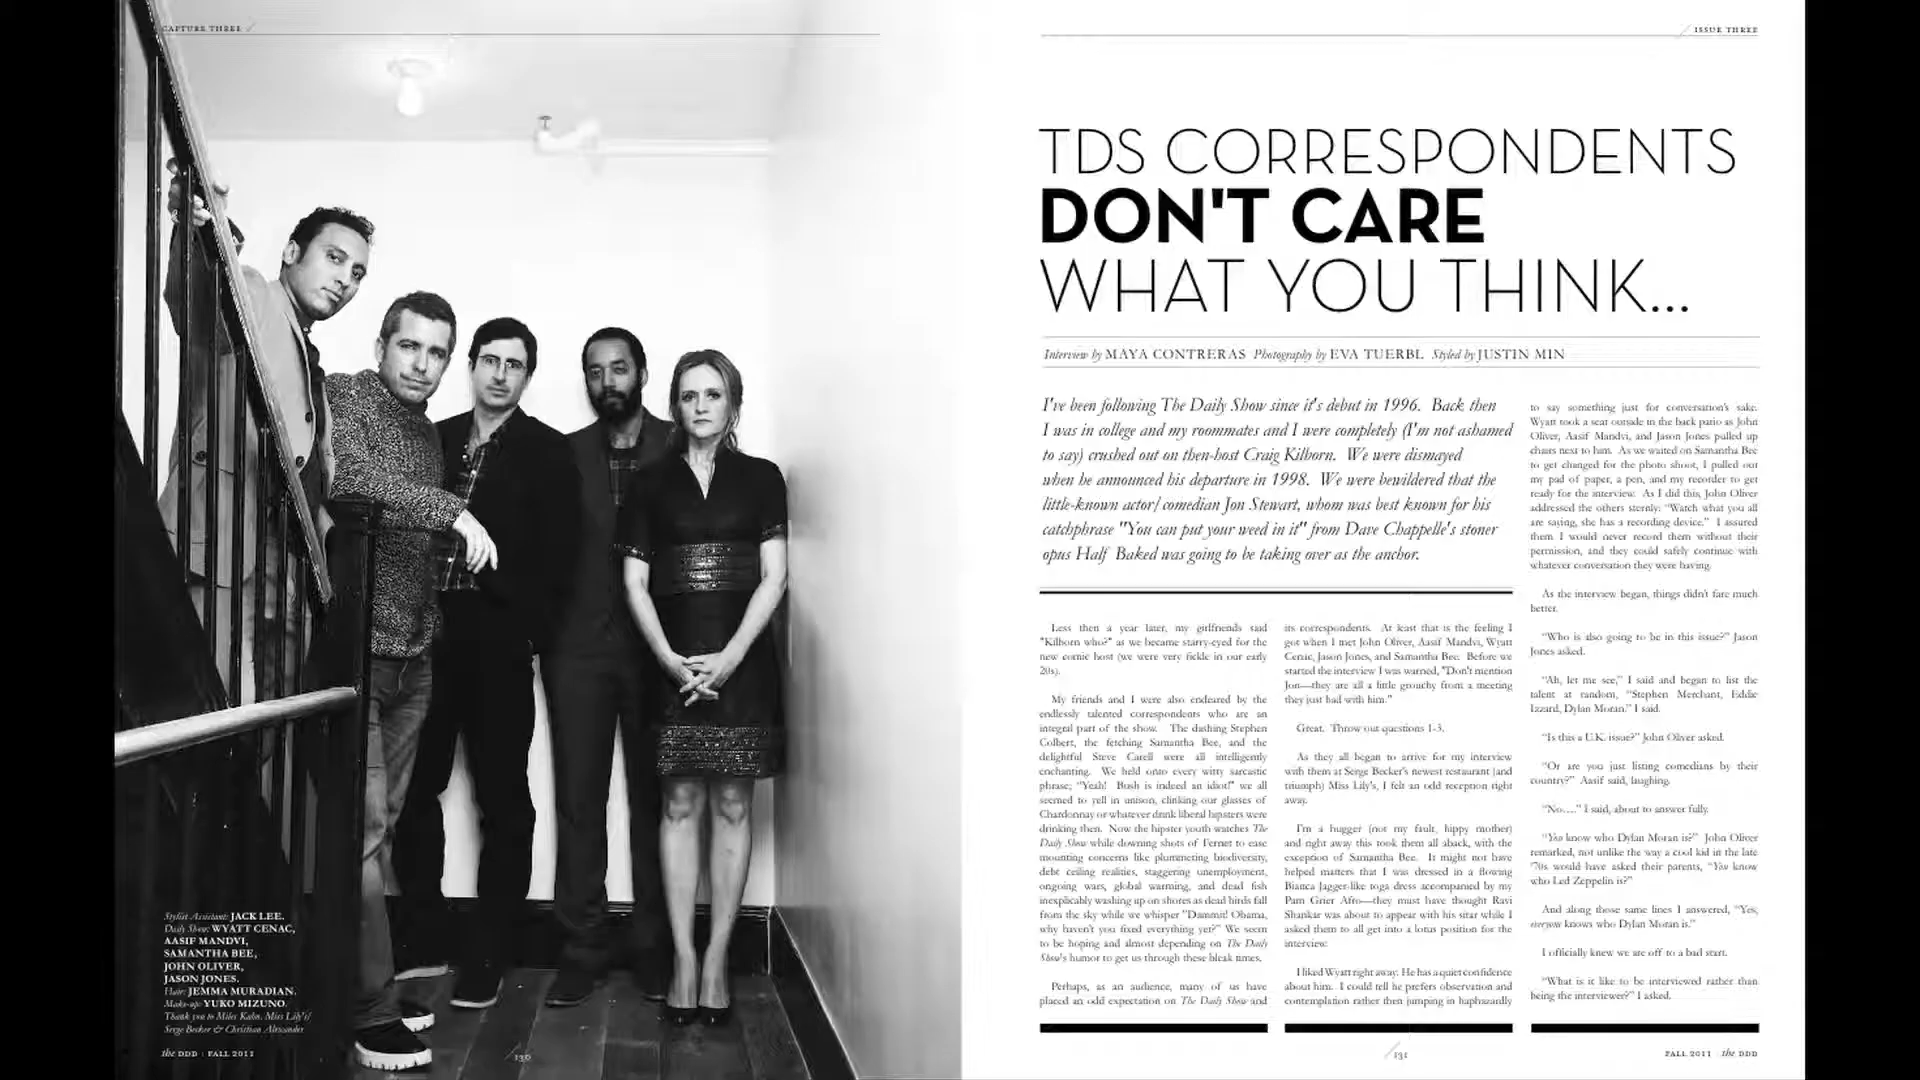 CAPTURE THREE
ISSUE THREE
TDS CORRESPONDENTS
DON'T CARE
WHAT YOU THINK...
Interview by MAYA CONTRERAS Photography by EVA TUERBL Styled by JUSTIN MIN
I've been following The Daily Show since it's debut in 1996. Back then
I was in college and my roommates and I were completely (I'm not ashamed
to say) crushed out on then-host Craig Kilborn. We were dismayed
when he announced his departure in 1998. We were bewildered that the
little-known actor/comedian Jon Stewart, whom was best known for his
catchphrase "You can put your weed in it" from Dave Chappelle's stoner
opus Half Baked was going to be taking over as the anchor.
Less then a year later, my girlfriends said
"Kilborn who?" as we became starry-eyed for the
new comic host (we were very fickle in our early
20s).
My friends and I were also endeared by the
endlessly talented correspondents who are an
integral part of the show. The dashing Stephen
Colbert, the fetching Samantha Bee, and the
delightful Steve Carell were all intelligently
enchanting. We held onto every witty sarcastic
phrase; "Yeah! Bush is indeed an idiot!" we all
seemed to yell in unison, clinking our glasses of
Chardonnay or whatever drink liberal hipsters were
drinking then. Now the hipster youth watches The
Daily Show while downing shots of Fernet to ease
mounting concerns like plummeting biodiversity,
debt ceiling realities, staggering unemployment,
ongoing wars, global warming, and dead fish
inexplicably washing up on shores as dead birds fall
from the sky while we whisper "Dammit! Obama,
why haven't you fixed everything yet?" We seem
to be hoping and almost depending on The Daily
Show's humor to get us through these bleak times.
Perhaps, as an audience, many of us have
placed an odd expectation on The Daily Show and
its correspondents. At least that is the feeling I
got when I met John Oliver, Aasif Mandvi, Wyatt
Cenac, Jason Jones, and Samantha Bee. Before we
started the interview I was warned, "Don't mention
Jon—they are all a little grouchy from a meeting
they just had with him."
Great. Throw out questions 1-3.
As they all began to arrive for my interview
with them at Serge Becker's newest restaurant (and
triumph) Miss Lily's, I felt an odd reception right
away.
I'm a hugger (not my fault, hippy mother)
and right away this took them all aback, with the
exception of Samantha Bee. It might not have
helped matters that I was dressed in a flowing
Bianca Jagger-like toga dress accompanied by my
Pam Grier Afro—they must have thought Ravi
Shankar was about to appear with his sitar while I
asked them to all get into a lotus position for the
interview.
I liked Wyatt right away. He has a quiet confidence
about him. I could tell he prefers observation and
contemplation rather then jumping in haphazardly
to say something just for conversation's sake.
Wyatt took a seat outside in the back patio as John
Oliver, Aasif Mandvi, and Jason Jones pulled up
chairs next to him. As we waited on Samantha Bee
to get changed for the photo shoot, I pulled out
my pad of paper, a pen, and my recorder to get
ready for the interview. As I did this, John Oliver
addressed the others sternly: "Watch what you all
are saying, she has a recording device." I assured
them I would never record them without their
permission, and they could safely continue with
whatever conversation they were having.
As the interview began, things didn't fare much
better.
"Who is also going to be in this issue?" Jason
Jones asked.
"Ah, let me see," I said and began to list the
talent at random, "Stephen Merchant, Eddie
Izzard, Dylan Moran." I said.
"Is this a U.K. issue?" John Oliver asked.
"Or are you just listing comedians by their
country?" Aasif said, laughing.
"No...." I said, about to answer fully.
"You know who Dylan Moran is?" John Oliver
remarked, not unlike the way a cool kid in the late
'70s would have asked their parents, "You know
who Led Zeppelin is?"
And along those same lines I answered, "Yes,
everyone knows who Dylan Moran is."
I officially knew we are off to a bad start.
"What is it like to be interviewed rather than
being the interviewer?" I asked.
Stylist Assistant: JACK LEE.
Daily Show: WYATT CENAC,
AASIF MANDVI,
SAMANTHA BEE,
JOHN OLIVER,
JASON JONES.
Hair: JEMMA MURADIAN.
Make-up: YUKO MIZUNO.
Thank you to Miles Kahn, Miss Lily's/
Serge Becker & Christian Alexander
the DDD | FALL 2011
130
131
FALL 2011 | the DDD